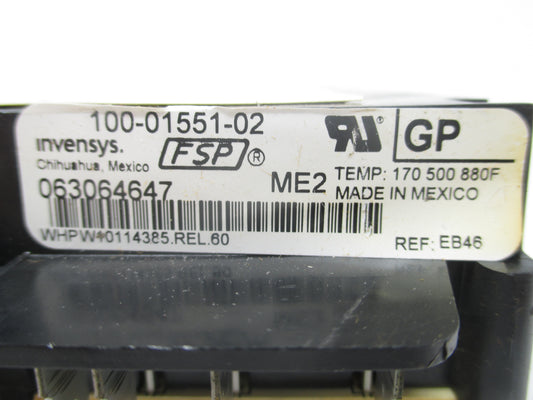 100-01551-02
invensys.
Chihuahua, Mexico
FSP ®
GP
063064647
ME2
TEMP: 170 500 880F
MADE IN MEXICO
WHPW10114385.REL.60
REF: EB46